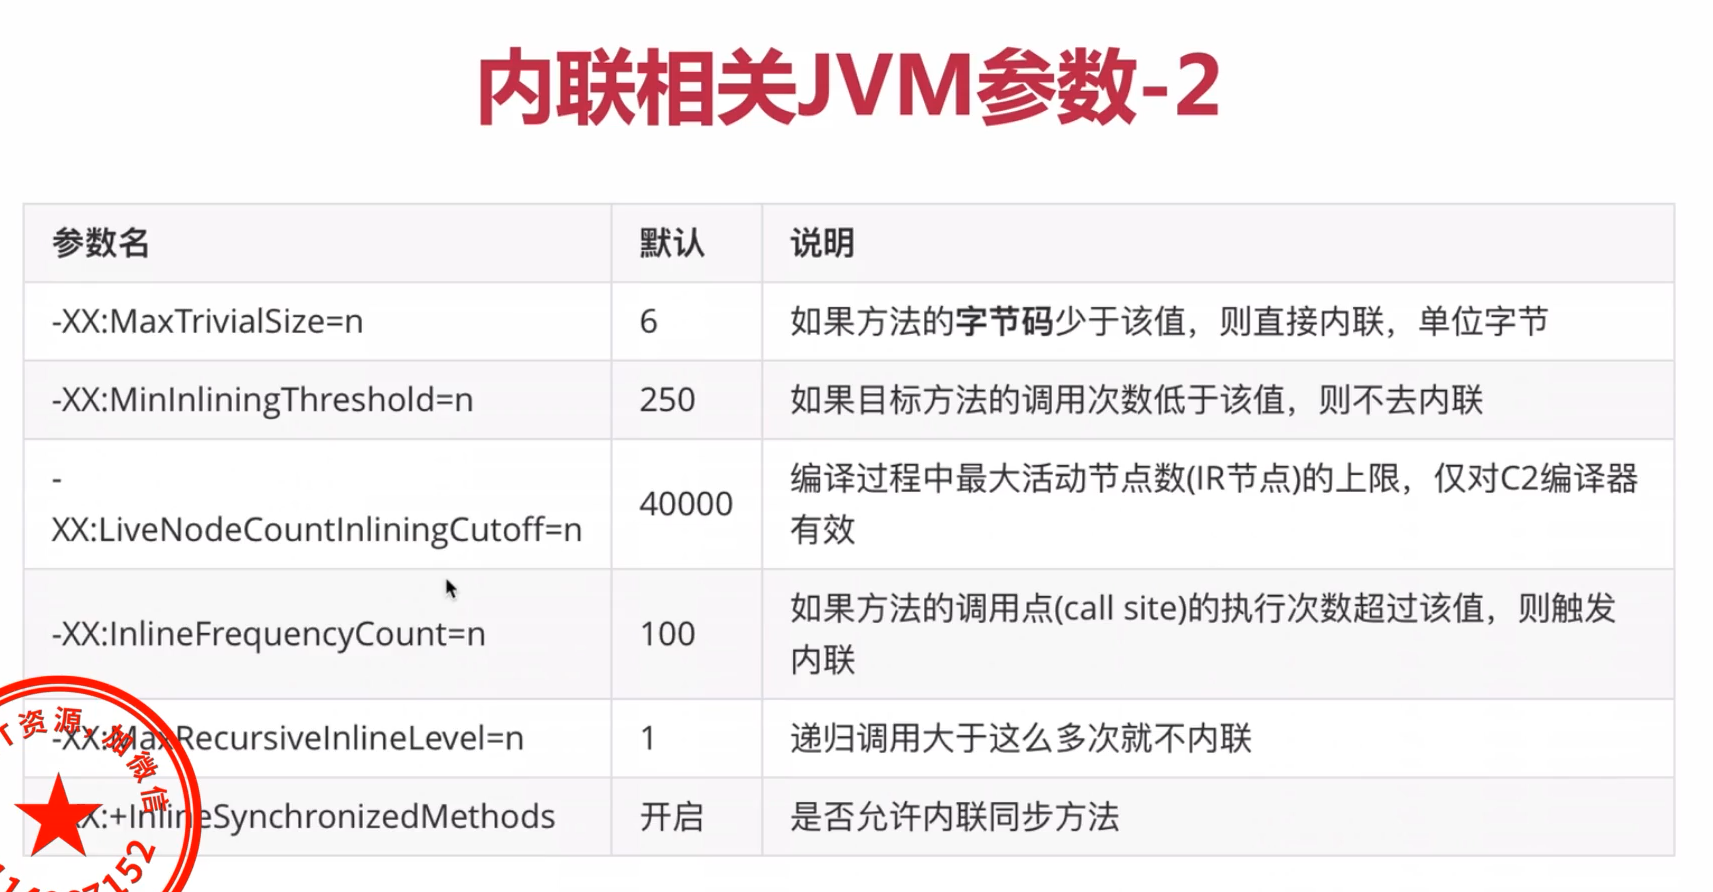 内联相关JVM参数-2
参数名 默认 说明
-XX:MaxTrivialSize=n 6 如果方法的字节码少于该值，则直接内联，单位字节
-XX:MinInliningThreshold=n 250 如果目标方法的调用次数低于该值，则不去内联
-
XX:LiveNodeCountInliningCutoff=n 40000 编译过程中最大活动节点数(IR节点)的上限，仅对C2编译器
有效
-XX:InlineFrequencyCount=n 100 如果方法的调用点(call site)的执行次数超过该值，则触发
内联
-XX:MaxRecursiveInlineLevel=n 1 递归调用大于这么多次就不内联
XX:+InlineSynchronizedMethods 开启 是否允许内联同步方法
资源,加微信